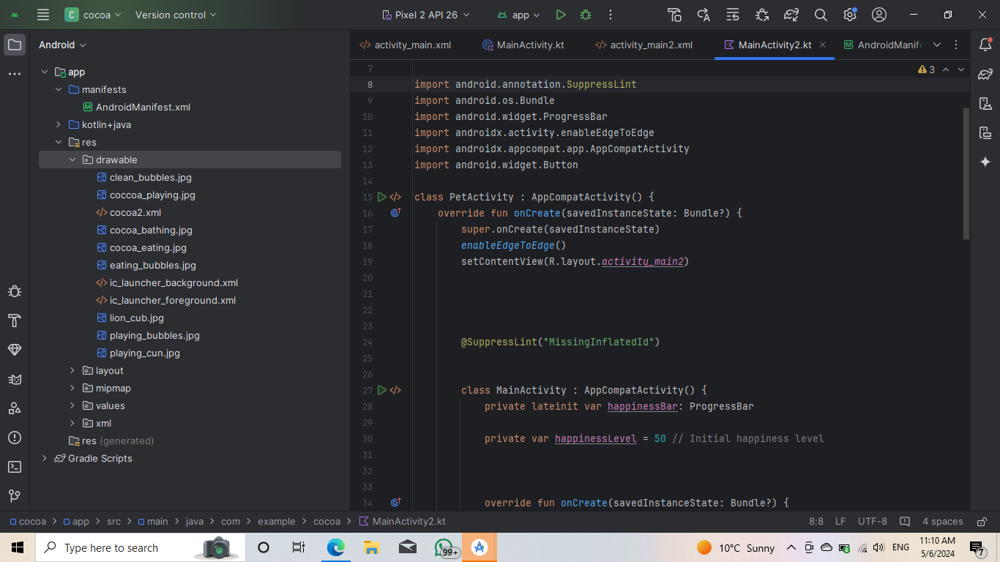 C cocoa Version control Pixel 2 API 26 app
Android
app
manifests
M AndroidManifest.xml
kotlin+java
res
drawable
clean_bubbles.jpg
coccoa_playing.jpg
cocoa2.xml
cocoa_bathing.jpg
cocoa_eating.jpg
eating_bubbles.jpg
ic_launcher_background.xml
ic_launcher_foreground.xml
lion_cub.jpg
playing_bubbles.jpg
playing_cun.jpg
layout
mipmap
values
xml
res (generated)
Gradle Scripts
activity_main.xml MainActivity.kt activity_main2.xml MainActivity2.kt M AndroidManif
3
7
8 import android.annotation.SuppressLint
9 import android.os.Bundle
10 import android.widget.ProgressBar
11 import androidx.activity.enableEdgeToEdge
12 import androidx.appcompat.app.AppCompatActivity
13 import android.widget.Button
14
15 class PetActivity : AppCompatActivity() {
16 override fun onCreate(savedInstanceState: Bundle?) {
17 super.onCreate(savedInstanceState)
18 enableEdgeToEdge()
19 setContentView(R.layout.activity_main2)
20
21
22
23
24 @SuppressLint("MissingInflatedId")
25
26
27 class MainActivity : AppCompatActivity() {
28 private lateinit var happinessBar: ProgressBar
29
30 private var happinessLevel = 50 // Initial happiness level
31
32
33
34 override fun onCreate(savedInstanceState: Bundle?) {
cocoa > app > src > main > java > com > example > cocoa > MainActivity2.kt 8:8 LF UTF-8 4 spaces
Type here to search 99+ 10°C Sunny ENG 11:10 AM
5/6/2024 7